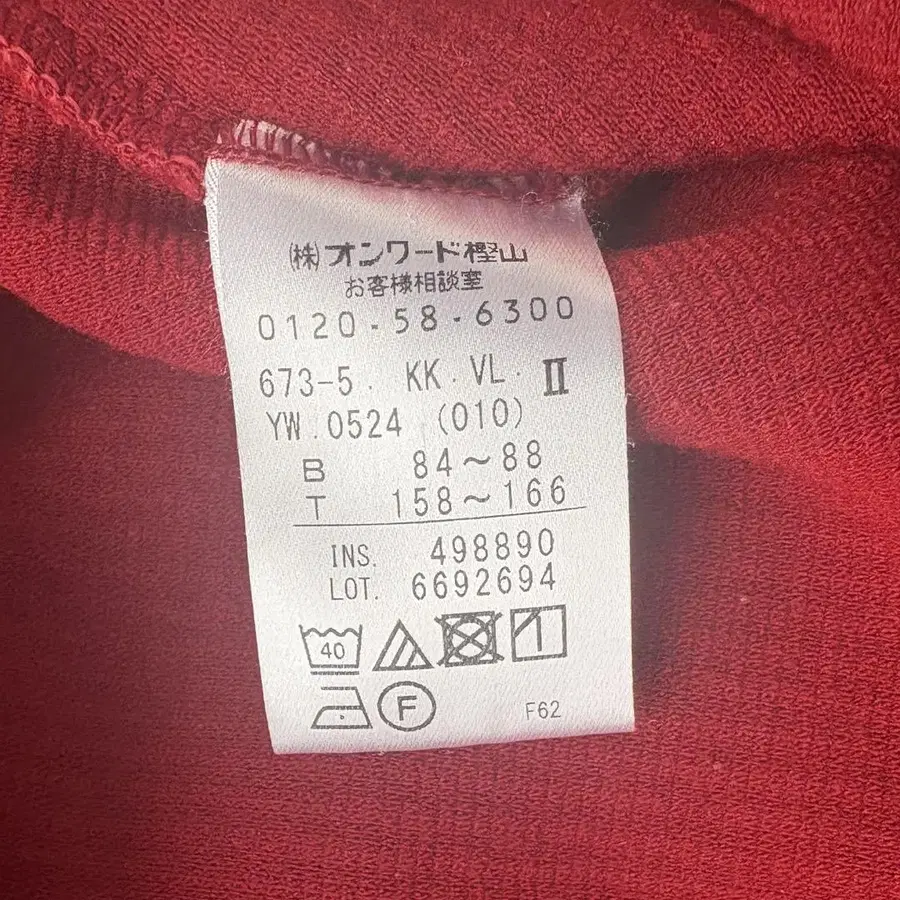 (株)オンワード樫山
お客様相談室
0120-58-6300
673-5. KK.VL. II
YW.0524 (010)
B 84~88
T 158~166
INS. 498890
LOT. 6692694
40
F F62